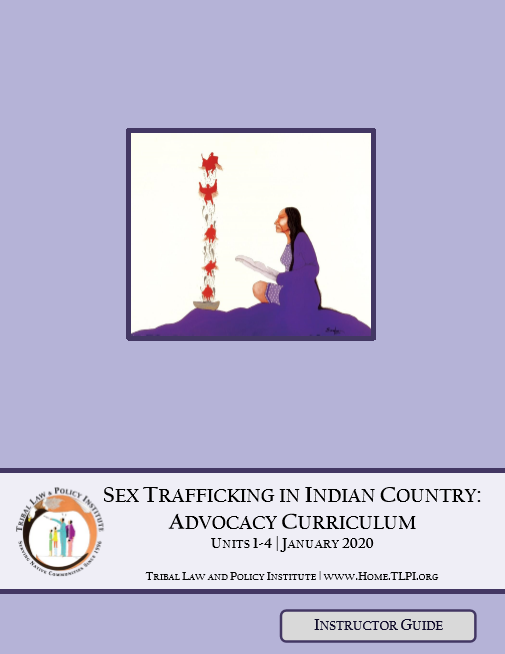 TRIBAL LAW & POLICY INSTITUTE
SERVING NATIVE COMMUNITIES SINCE 1996
SEX TRAFFICKING IN INDIAN COUNTRY:
ADVOCACY CURRICULUM
UNITS 1-4 | JANUARY 2020
TRIBAL LAW AND POLICY INSTITUTE | WWW.HOME.TLPI.ORG
INSTRUCTOR GUIDE